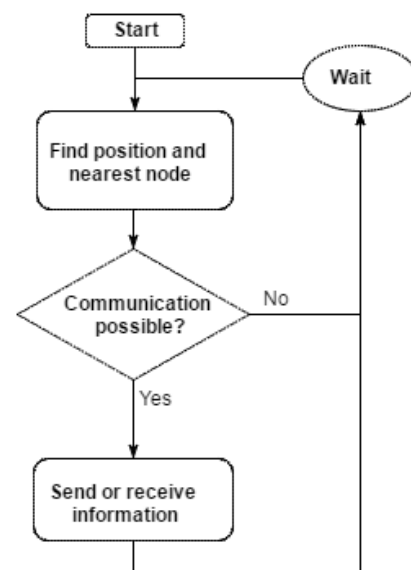 Start
Wait
Find position and
nearest node
Communication
possible?
No
Yes
Send or receive
information